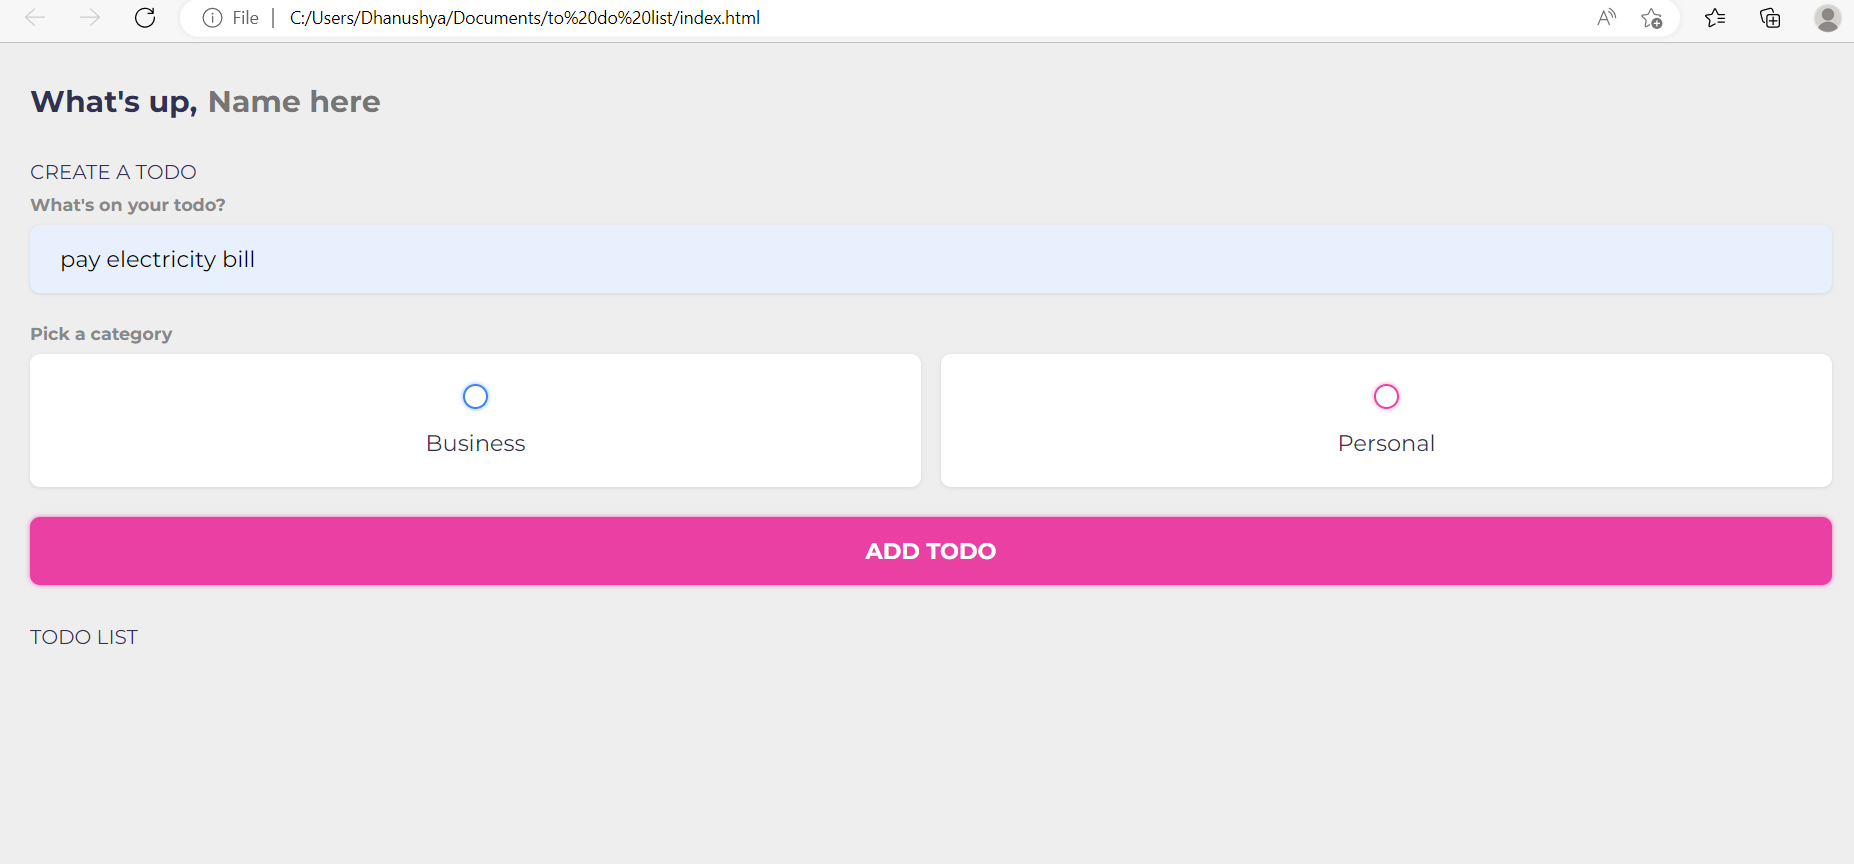 File | C:/Users/Dhanushya/Documents/to%20do%20list/index.html
What's up, Name here
CREATE A TODO
What's on your todo?
pay electricity bill
Pick a category
Business Personal
ADD TODO
TODO LIST